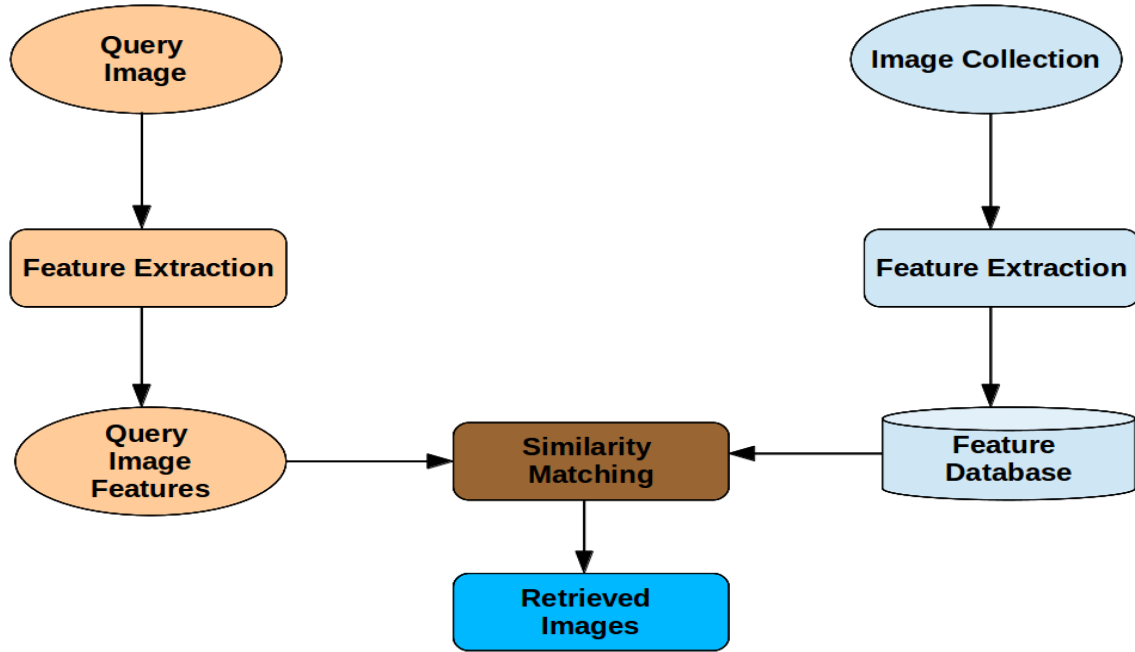 Query
Image
Image Collection
Feature Extraction
Feature Extraction
Query
Image
Features
Similarity
Matching
Feature
Database
Retrieved
Images